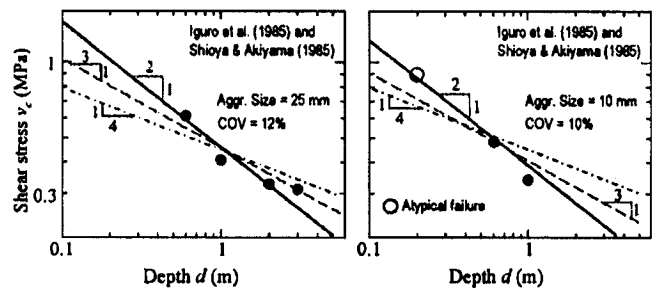 Iguro et al. (1985) and
Shioya & Akiyama (1985)
3
1
2
1
1
4
Aggr. Size = 25 mm
COV = 12%
1
0.3
Shear stress vc (MPa)
0.1
1
Depth d (m)
Iguro et al. (1985) and
Shioya & Akiyama (1985)
2
1
1
4
Aggr. Size = 10 mm
COV = 10%
3
1
Atypical failure
0.1
1
Depth d (m)